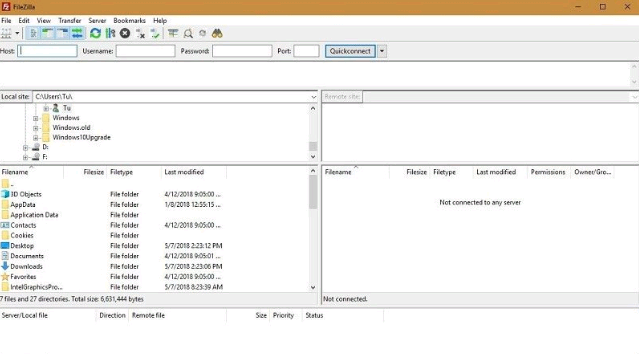 FileZilla
File Edit View Transfer Server Bookmarks Help
Host: Username: Password: Port: Quickconnect
Local site: C:\Users\Tu\ Remote site:
Tu
Windows
Windows.old
Windows10Upgrade
D:
F:
Filename Filesize Filetype Last modified Filename Filesize Filetype Last modified Permissions Owner/Gro...
..
3D Objects File folder 4/12/2018 9:05:00 ...
AppData File folder 1/8/2018 12:55:15 ...
Application Data File folder
Contacts File folder 4/12/2018 9:05:00 ...
Cookies File folder
Desktop File folder 5/7/2018 2:23:12 PM
Documents File folder 4/12/2018 9:05:01 ...
Downloads File folder 5/7/2018 2:23:06 PM
Favorites File folder 4/12/2018 9:05:00 ...
IntelGraphicsPro... File folder 5/7/2018 8:23:39 AM
Not connected to any server
7 files and 27 directories. Total size: 6,631,444 bytes Not connected.
Server/Local file Direction Remote file Size Priority Status